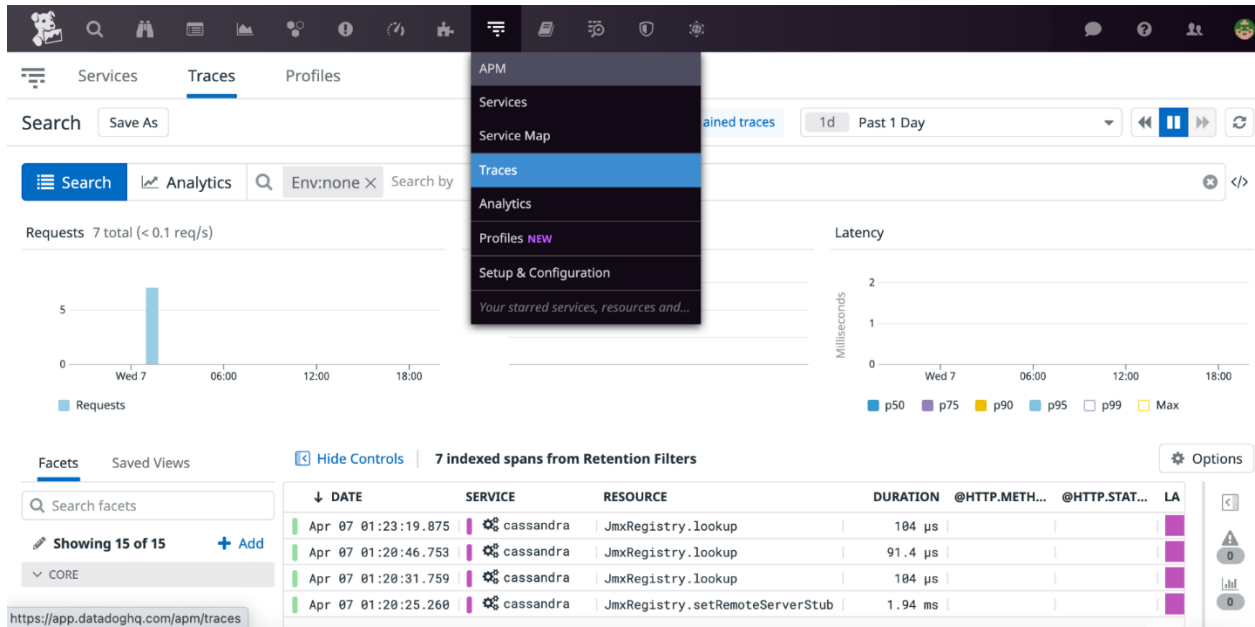 Services Traces Profiles
APM
Services
Service Map
Traces
Analytics
Profiles NEW
Setup & Configuration
Your starred services, resources and...
Search Save As ained traces 1d Past 1 Day
Search Analytics Env:none Search by </>
Requests 7 total (< 0.1 req/s)
5
0
Wed 7 06:00 12:00 18:00
Requests
Latency
Milliseconds
2
1
0
Wed 7 06:00 12:00 18:00
p50 p75 p90 p95 p99 Max
Facets Saved Views
Search facets
Showing 15 of 15 Add
CORE
Hide Controls 7 indexed spans from Retention Filters Options
DATE SERVICE RESOURCE DURATION @HTTP.METH... @HTTP.STAT... LA
Apr 07 01:23:19.875 cassandra JmxRegistry.lookup 104 µs
Apr 07 01:20:46.753 cassandra JmxRegistry.lookup 91.4 µs
Apr 07 01:20:31.759 cassandra JmxRegistry.lookup 104 µs
Apr 07 01:20:25.260 cassandra JmxRegistry.setRemoteServerStub 1.94 ms
0
0
https://app.datadoghq.com/apm/traces